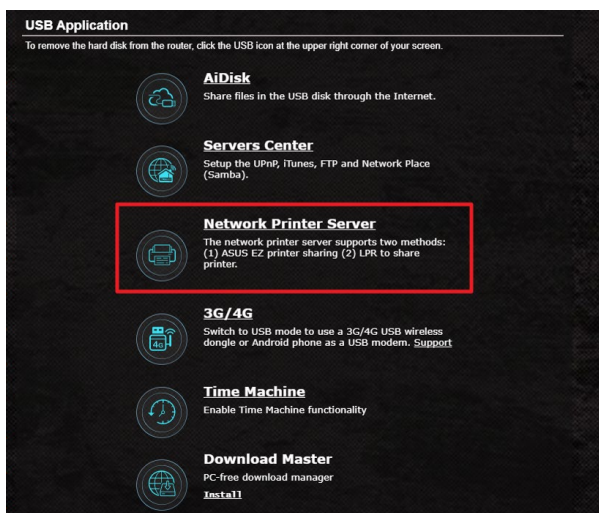 USB Application
To remove the hard disk from the router, click the USB icon at the upper right corner of your screen.
AiDisk
Share files in the USB disk through the Internet.
Servers Center
Setup the UPnP, iTunes, FTP and Network Place
(Samba).
Network Printer Server
The network printer server supports two methods:
(1) ASUS EZ printer sharing (2) LPR to share
printer.
3G/4G
4G
Switch to USB mode to use a 3G/4G USB wireless
dongle or Android phone as a USB modem. Support
Time Machine
Enable Time Machine functionality
Download Master
PC-free download manager
Install